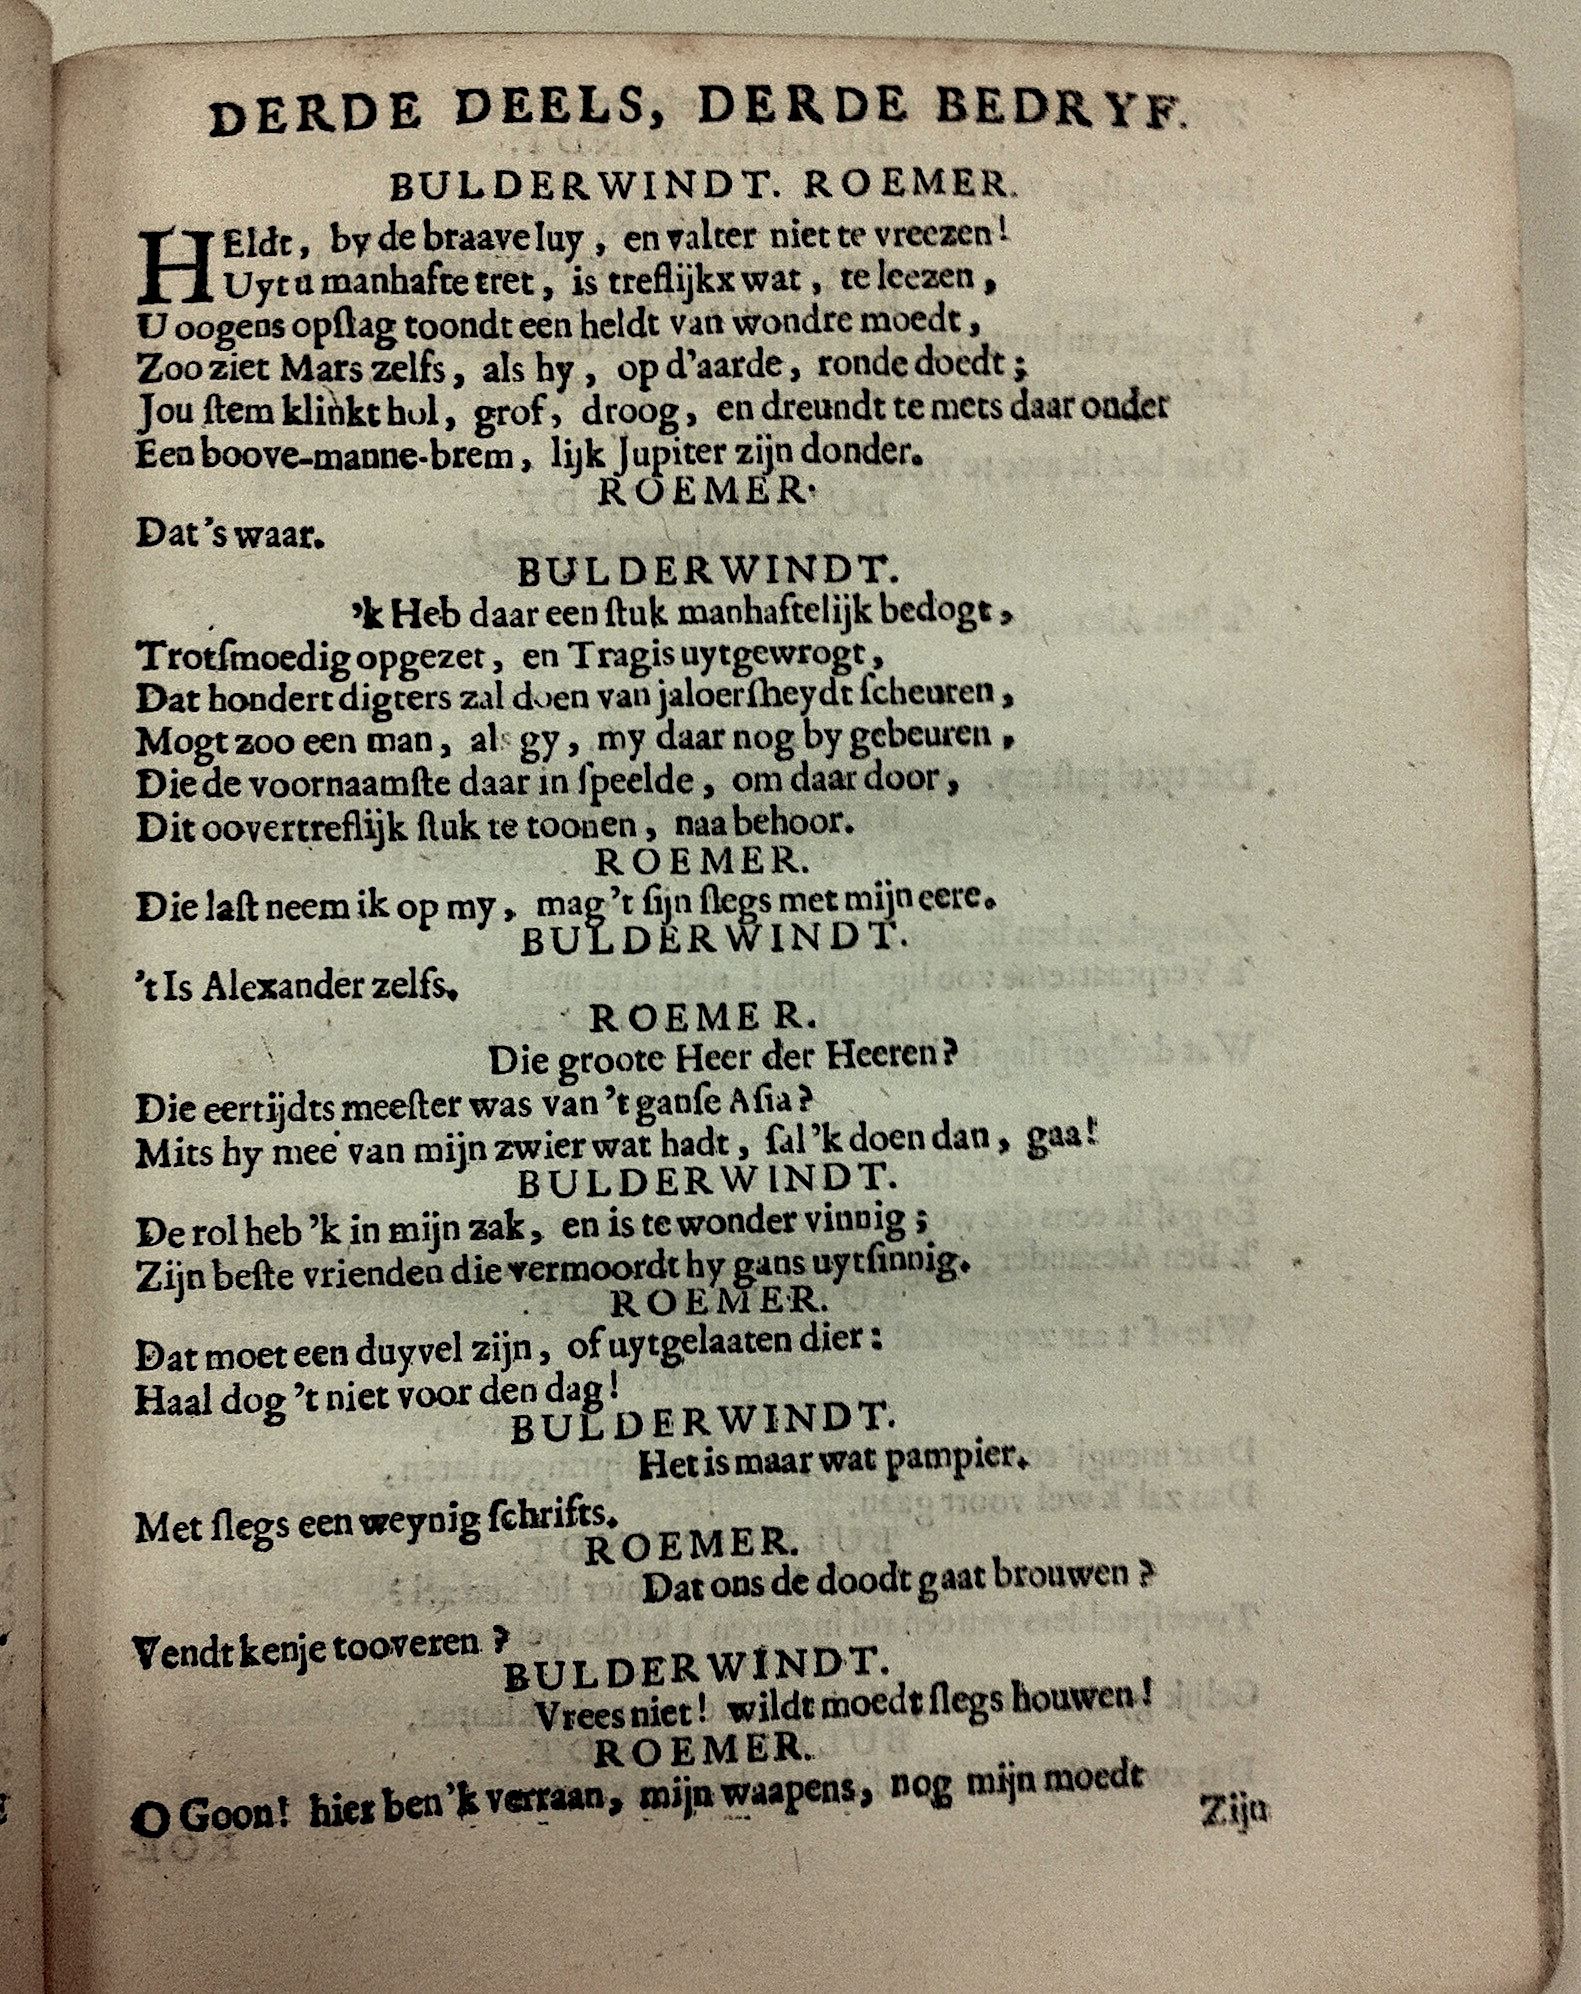 DERDE DEELS, DERDE BEDRYF.
BULDERWINDT. ROEMER.
HEldt, by de braave luy, en valter niet te vreezen!
Uyt u manhafte tret, is treflijkx wat, te leezen,
U oogens opſlag toondt een heldt van wondre moedt,
Zoo ziet Mars zelfs, als hy, op d'aarde, ronde doedt;
Jou ſtem klinkt hol, grof, droog, en dreundt te mets daar onder
Een boove-manne-brem, lijk Jupiter zijn donder.
ROEMER.
Dat 's waar.
BULDERWINDT.
'k Heb daar een ſtuk manhaftelijk bedogt,
Trotſmoedig opgezet, en Tragis uytgewrogt,
Dat hondert digters zal doen van jaloerſheydt ſcheuren,
Mogt zoo een man, als gy, my daar nog by gebeuren,
Die de voornaamſte daar in ſpeelde, om daar door,
Dit oovertreflijk ſtuk te toonen, naa behoor.
ROEMER.
Die laſt neem ik op my, mag 't ſijn ſlegs met mijn eere.
BULDERWINDT.
't Is Alexander zelfs.
ROEMER.
Die groote Heer der Heeren?
Die eertijdts meeſter was van 't ganſe Aſia?
Mits hy mee van mijn zwier wat hadt, ſal 'k doen dan, gaa!
BULDERWINDT.
De rol heb 'k in mijn zak, en is te wonder vinnig;
Zijn beſte vrienden die vermoordt hy gans uytſinnig.
ROEMER.
Dat moet een duyvel zijn, of uytgelaaten dier:
Haal dog 't niet voor den dag!
BULDERWINDT.
Het is maar wat pampier.
Met ſlegs een weynig ſchrifts.
ROEMER.
Dat ons de doodt gaat brouwen?
Vendt kenje tooveren?
BULDERWINDT.
Vrees niet! wildt moedt ſlegs houwen!
ROEMER.
O Goon! hier ben 'k verraan, mijn waapens, nog mijn moedt
Zijn